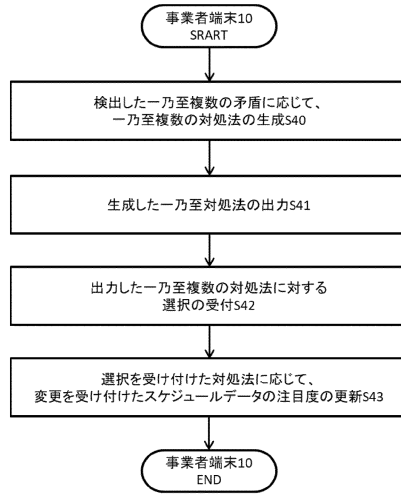 事業者端末10
SRART
検出した一乃至複数の矛盾に応じて、
一乃至複数の対処法の生成S40
生成した一乃至対処法の出力S41
出力した一乃至複数の対処法に対する
選択の受付S42
選択を受け付けた対処法に応じて、
変更を受け付けたスケジュールデータの注目度の更新S43
事業者端末10
END